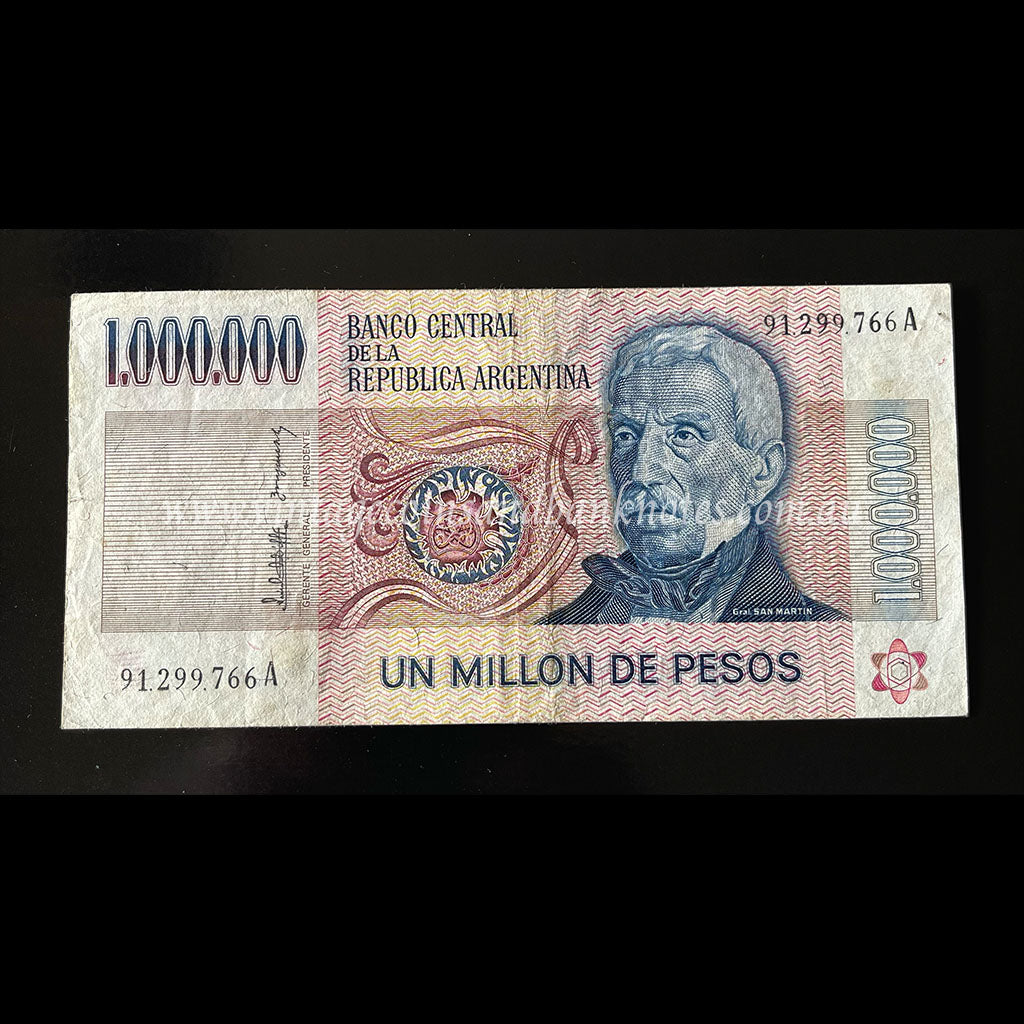 1.000.000
BANCO CENTRAL
DE LA
REPUBLICA ARGENTINA
91.299.766 A
GERENTE GENERAL
PRESIDENTE
1.000.000
Gral. SAN MARTIN
UN MILLON DE PESOS
91.299.766 A